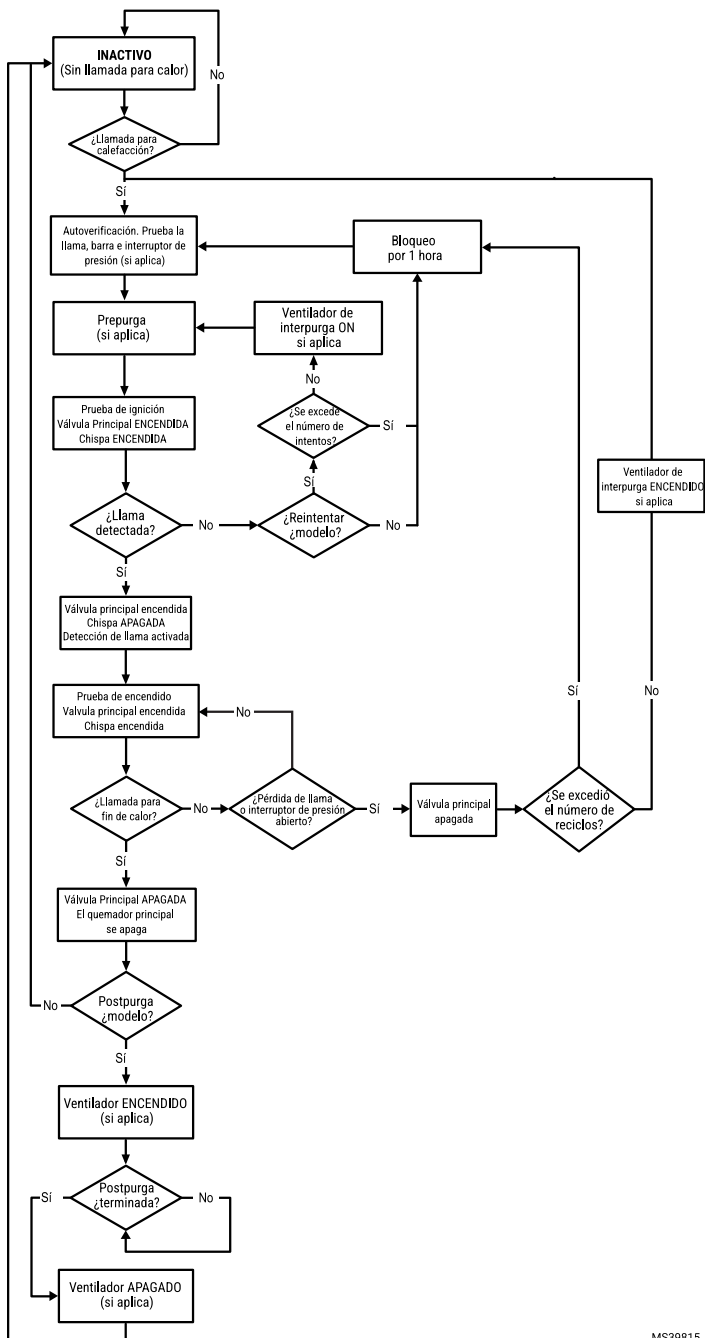 INACTIVO
(Sin llamada para calor)
No
¿Llamada para
calefacción?
Sí
Autoverificación. Prueba la
llama, barra e interruptor de
presión (si aplica)
Bloqueo
por 1 hora
Prepurga
(si aplica)
Ventilador de
interpurga ON
si aplica
No
Prueba de ignición
Válvula Principal ENCENDIDA
Chispa ENCENDIDA
¿Se excede
el número de
intentos?
Sí
Ventilador de
interpurga ENCENDIDO
si aplica
Sí
¿Llama
detectada?
No
¿Reintentar
¿modelo?
No
Sí
Válvula principal encendida
Chispa APAGADA
Detección de llama activada
Prueba de encendido
Valvula principal encendida
Chispa encendida
No
Sí
No
¿Llamada para
fin de calor?
No
¿Pérdida de llama
o interruptor de presión
abierto?
Sí
Válvula principal
apagada
¿Se excedió
el número de
reciclos?
Sí
Válvula Principal APAGADA
El quemador principal
se apaga
No
Postpurga
¿modelo?
Sí
Ventilador ENCENDIDO
(si aplica)
Sí
Postpurga
¿terminada?
No
Ventilador APAGADO
(si aplica)
MS39815